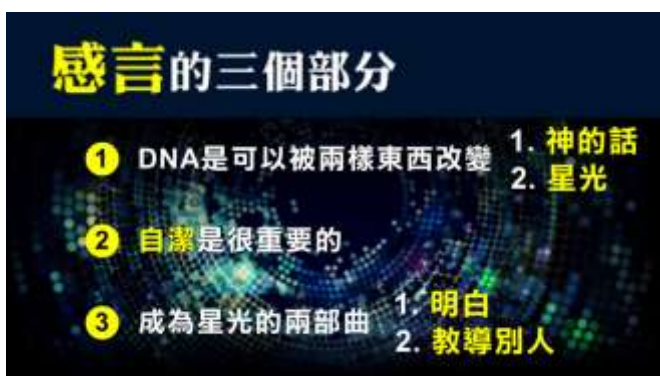 感言的三個部分
1 DNA是可以被兩樣東西改變
1. 神的話
2. 星光
2 自潔是很重要的
3 成為星光的兩部曲
1. 明白
2. 教導別人